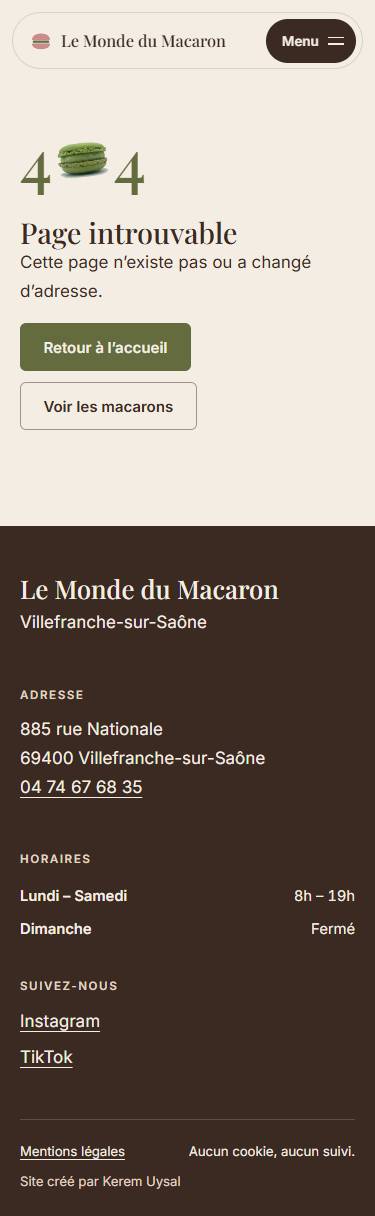 Le Monde du Macaron
Menu
4 4
Page introuvable
Cette page n’existe pas ou a changé
d’adresse.
Retour à l’accueil
Voir les macarons
Le Monde du Macaron
Villefranche-sur-Saône
ADRESSE
885 rue Nationale
69400 Villefranche-sur-Saône
04 74 67 68 35
HORAIRES
Lundi – Samedi 8h – 19h
Dimanche Fermé
SUIVEZ-NOUS
Instagram
TikTok
Mentions légales Aucun cookie, aucun suivi.
Site créé par Kerem Uysal